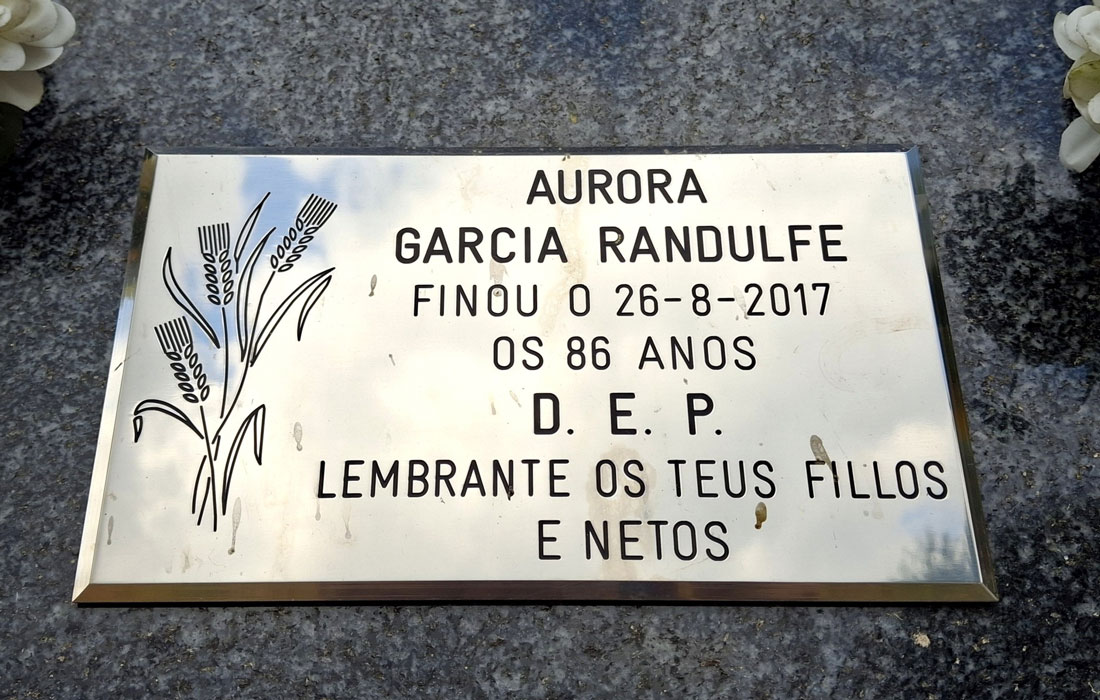 AURORA
GARCIA RANDULFE
FINOU O 26-8-2017
OS 86 ANOS
D. E. P.
LEMBRANTE OS TEUS FILLOS
E NETOS